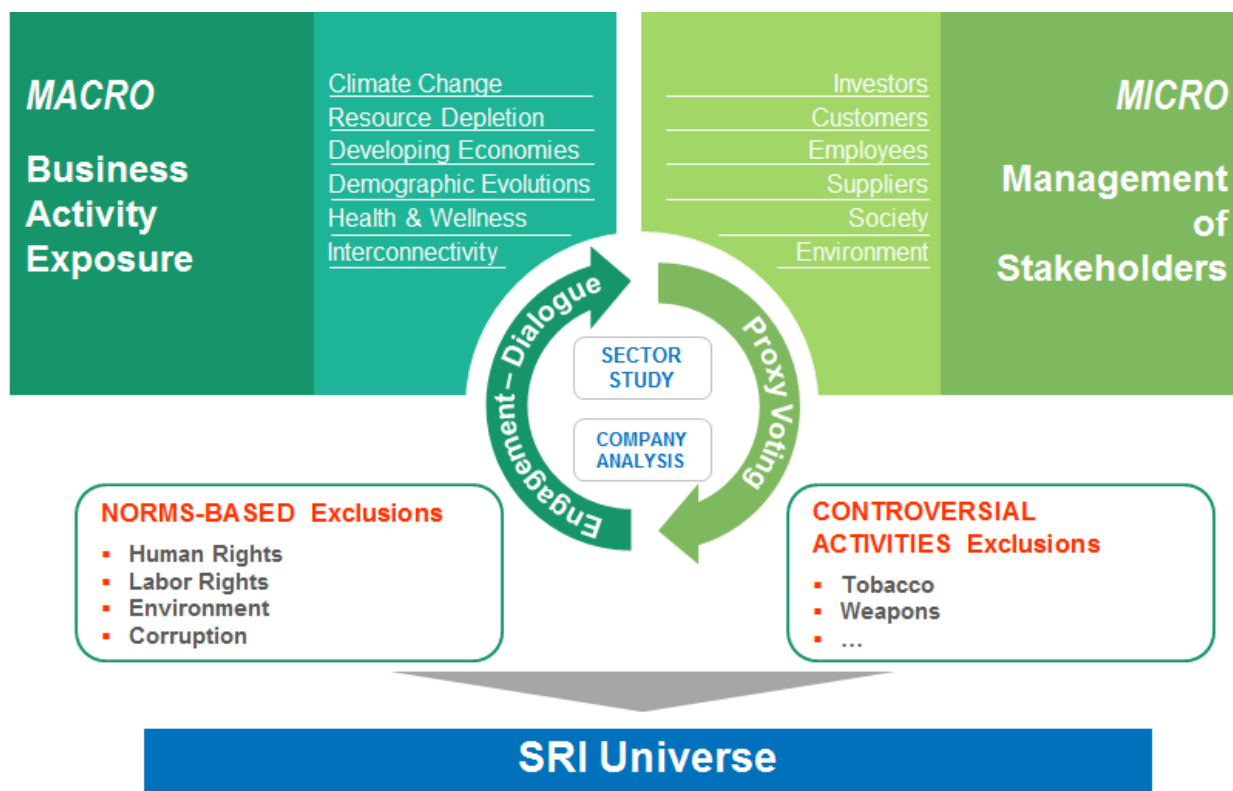 MACRO
Business
Activity
Exposure
Climate Change
Resource Depletion
Developing Economies
Demographic Evolutions
Health & Wellness
Interconnectivity
Investors
Customers
Employees
Suppliers
Society
Environment
MICRO
Management
of
Stakeholders
Engagement – Dialogue
Proxy Voting
SECTOR
STUDY
COMPANY
ANALYSIS
NORMS-BASED Exclusions
▪ Human Rights
▪ Labor Rights
▪ Environment
▪ Corruption
CONTROVERSIAL
ACTIVITIES Exclusions
▪ Tobacco
▪ Weapons
▪ ...
SRI Universe